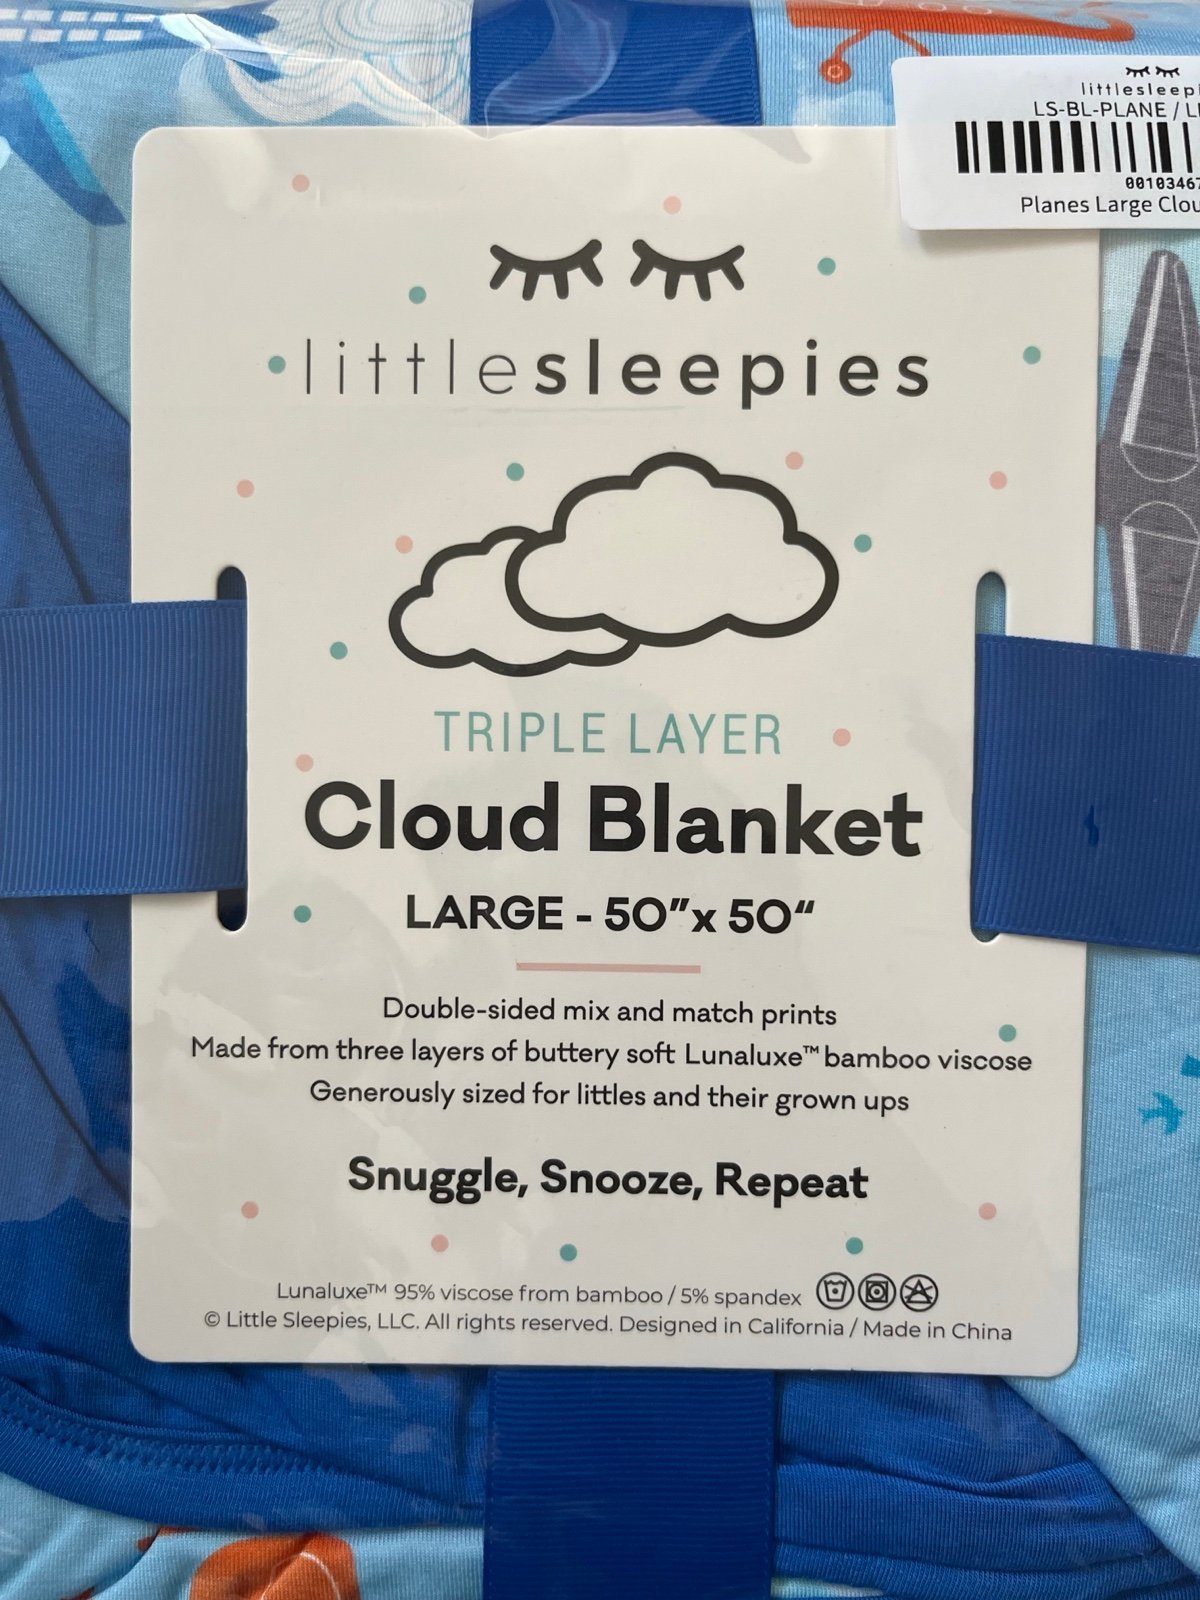 littlesleepi
LS-BL-PLANE / L
00103467
Planes Large Clou
littlesleepies
TRIPLE LAYER
Cloud Blanket
LARGE - 50”x 50“
Double-sided mix and match prints
Made from three layers of buttery soft Lunaluxe™ bamboo viscose
Generously sized for littles and their grown ups
Snuggle, Snooze, Repeat
Lunaluxe™ 95% viscose from bamboo / 5% spandex
© Little Sleepies, LLC. All rights reserved. Designed in California / Made in China